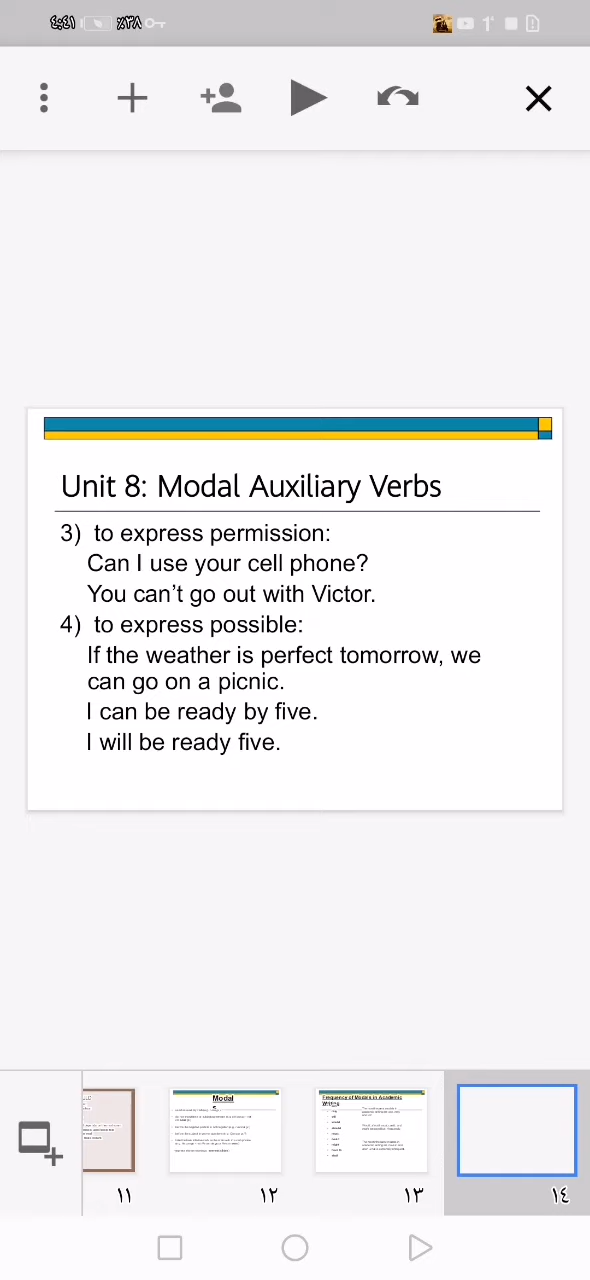 ٤:٤١
٪٣٨
Unit 8: Modal Auxiliary Verbs
3) to express permission:
Can I use your cell phone?
You can't go out with Victor.
4) to express possible:
If the weather is perfect tomorrow, we
can go on a picnic.
I can be ready by five.
I will be ready five.
Modal
Frequency of Modals in Academic
Writing
١١
١٢
١٣
١٤